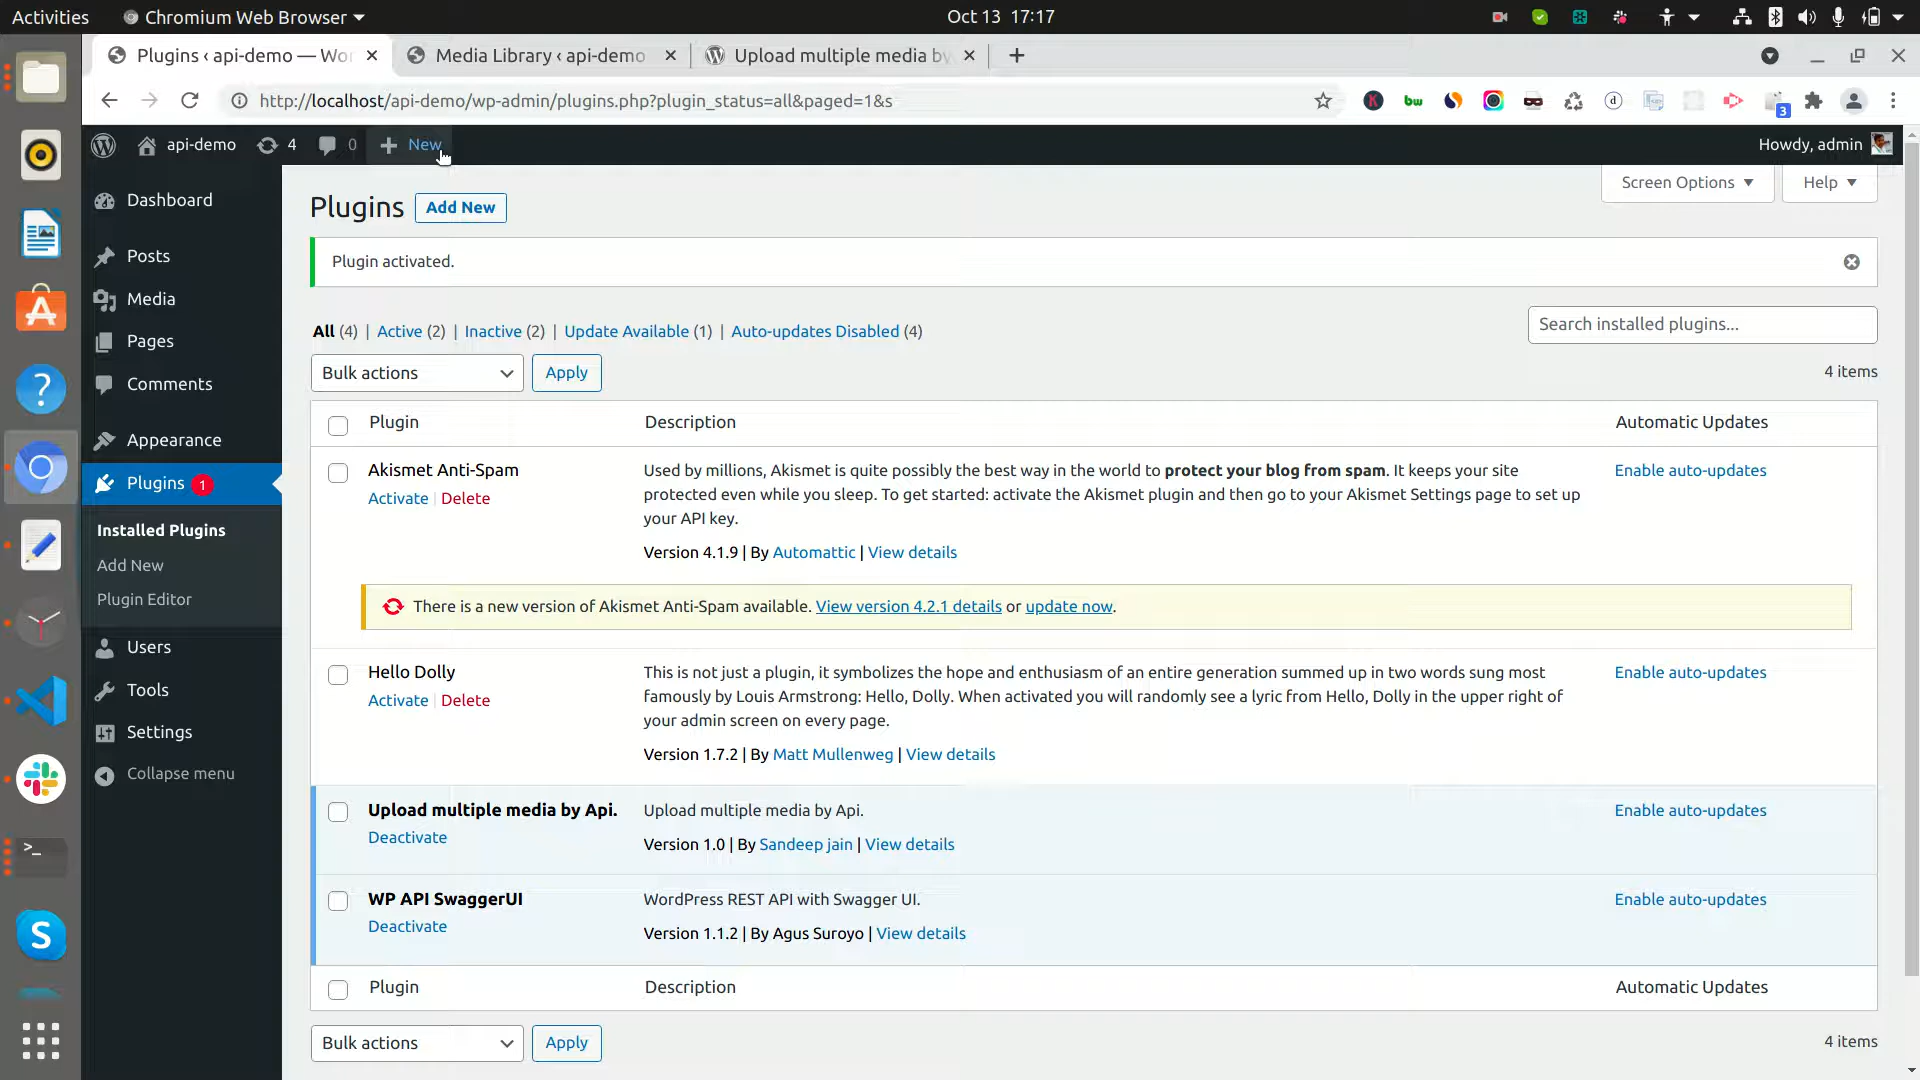 Activities
Chromium Web Browser
Oct 13 17:17
Plugins ‹ api-demo — Wo
Media Library ‹ api-demo
Upload multiple media by
http://localhost/api-demo/wp-admin/plugins.php?plugin_status=all&paged=1&s
K
bw
d
3
api-demo
4
0
New
Howdy, admin
Dashboard
Posts
Media
Pages
Comments
Appearance
Plugins 1
Installed Plugins
Add New
Plugin Editor
Users
Tools
Settings
Collapse menu
Screen Options
Help
Plugins
Add New
Plugin activated.
All (4) | Active (2) | Inactive (2) | Update Available (1) | Auto-updates Disabled (4)
Search installed plugins...
Bulk actions
Apply
4 items
Plugin
Description
Automatic Updates
Akismet Anti-Spam
Activate | Delete
Used by millions, Akismet is quite possibly the best way in the world to protect your blog from spam. It keeps your site
protected even while you sleep. To get started: activate the Akismet plugin and then go to your Akismet Settings page to set up
your API key.
Version 4.1.9 | By Automattic | View details
Enable auto-updates
There is a new version of Akismet Anti-Spam available. View version 4.2.1 details or update now.
Hello Dolly
Activate | Delete
This is not just a plugin, it symbolizes the hope and enthusiasm of an entire generation summed up in two words sung most
famously by Louis Armstrong: Hello, Dolly. When activated you will randomly see a lyric from Hello, Dolly in the upper right of
your admin screen on every page.
Version 1.7.2 | By Matt Mullenweg | View details
Enable auto-updates
Upload multiple media by Api.
Deactivate
Upload multiple media by Api.
Version 1.0 | By Sandeep jain | View details
Enable auto-updates
WP API SwaggerUI
Deactivate
WordPress REST API with Swagger UI.
Version 1.1.2 | By Agus Suroyo | View details
Enable auto-updates
Plugin
Description
Automatic Updates
Bulk actions
Apply
4 items